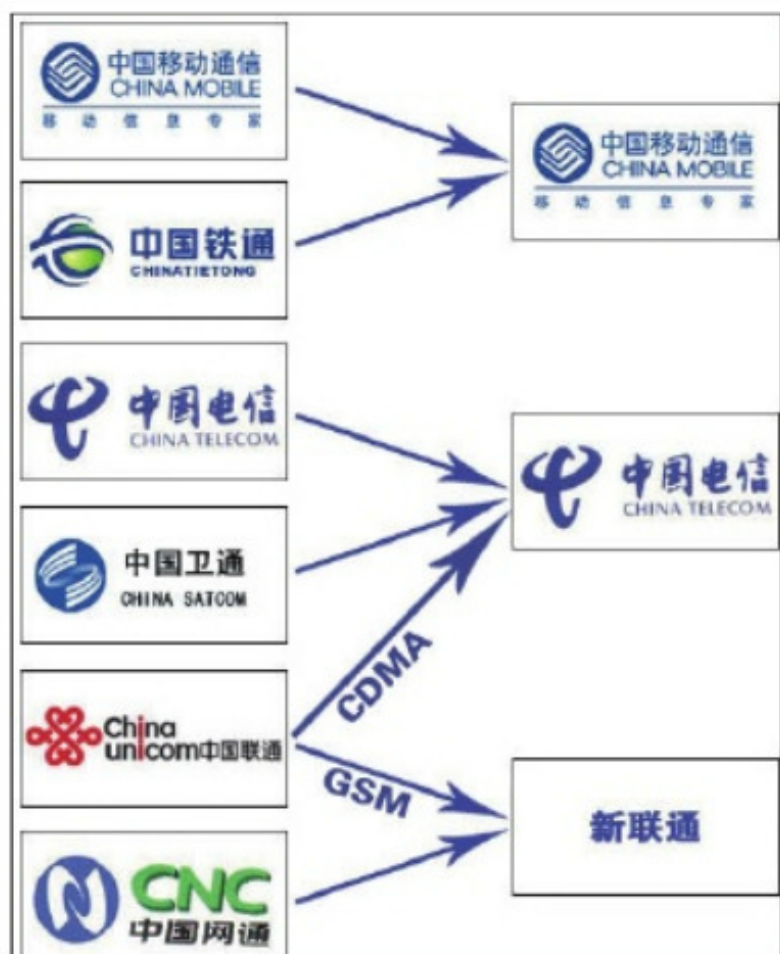 中国移动通信
CHINA MOBILE
移 动 信 息 专 家
中国移动通信
CHINA MOBILE
移 动 信 息 专 家
中国铁通
CHINATIETONG
中国电信
CHINA TELECOM
中国电信
CHINA TELECOM
中国卫通
CHINA SATCOM
CDMA
China
unicom中国联通
GSM
新联通
CNC
中国网通